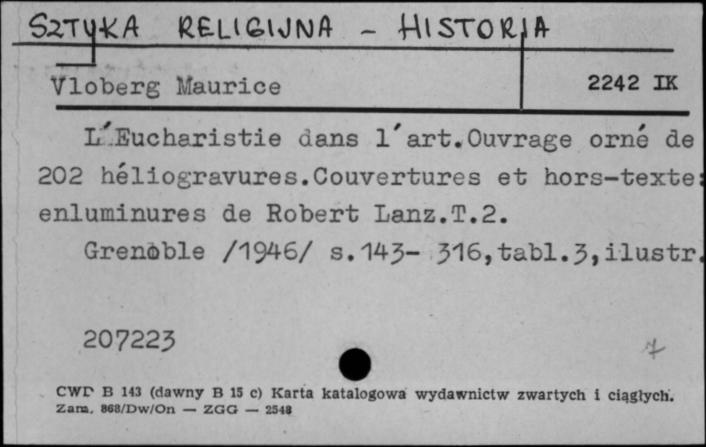 SZTUKA RELIGIJNA - HISTORIA
Vloberg Maurice 2242 IK
L'Eucharistie dans l'art.Ouvrage orné de
202 héliogravures.Couvertures et hors-texte:
enluminures de Robert Lanz.T.2.
Grenoble /1946/ s.143- 316,tabl.3,ilustr.
207223 7
CWD B 143 (dawny B 15 c) Karta katalogowa wydawnictw zwartych i ciągłych.
Zam. 868/Dw/On — ZGG — 2548